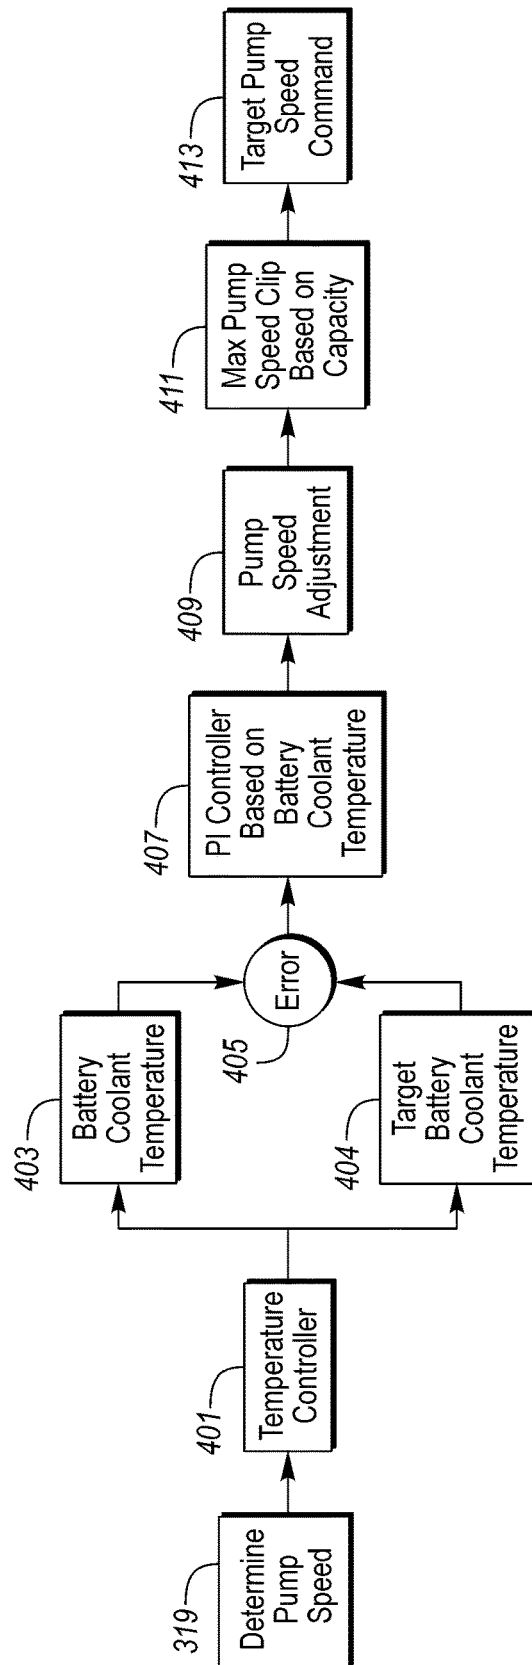 319
Determine
Pump
Speed
401
Temperature
Controller
403
Battery
Coolant
Temperature
404
Target
Battery
Coolant
Temperature
405
Error
407
PI Controller
Based on
Battery
Coolant
Temperature
409
Pump
Speed
Adjustment
411
Max Pump
Speed Clip
Based on
Capacity
413
Target Pump
Speed
Command